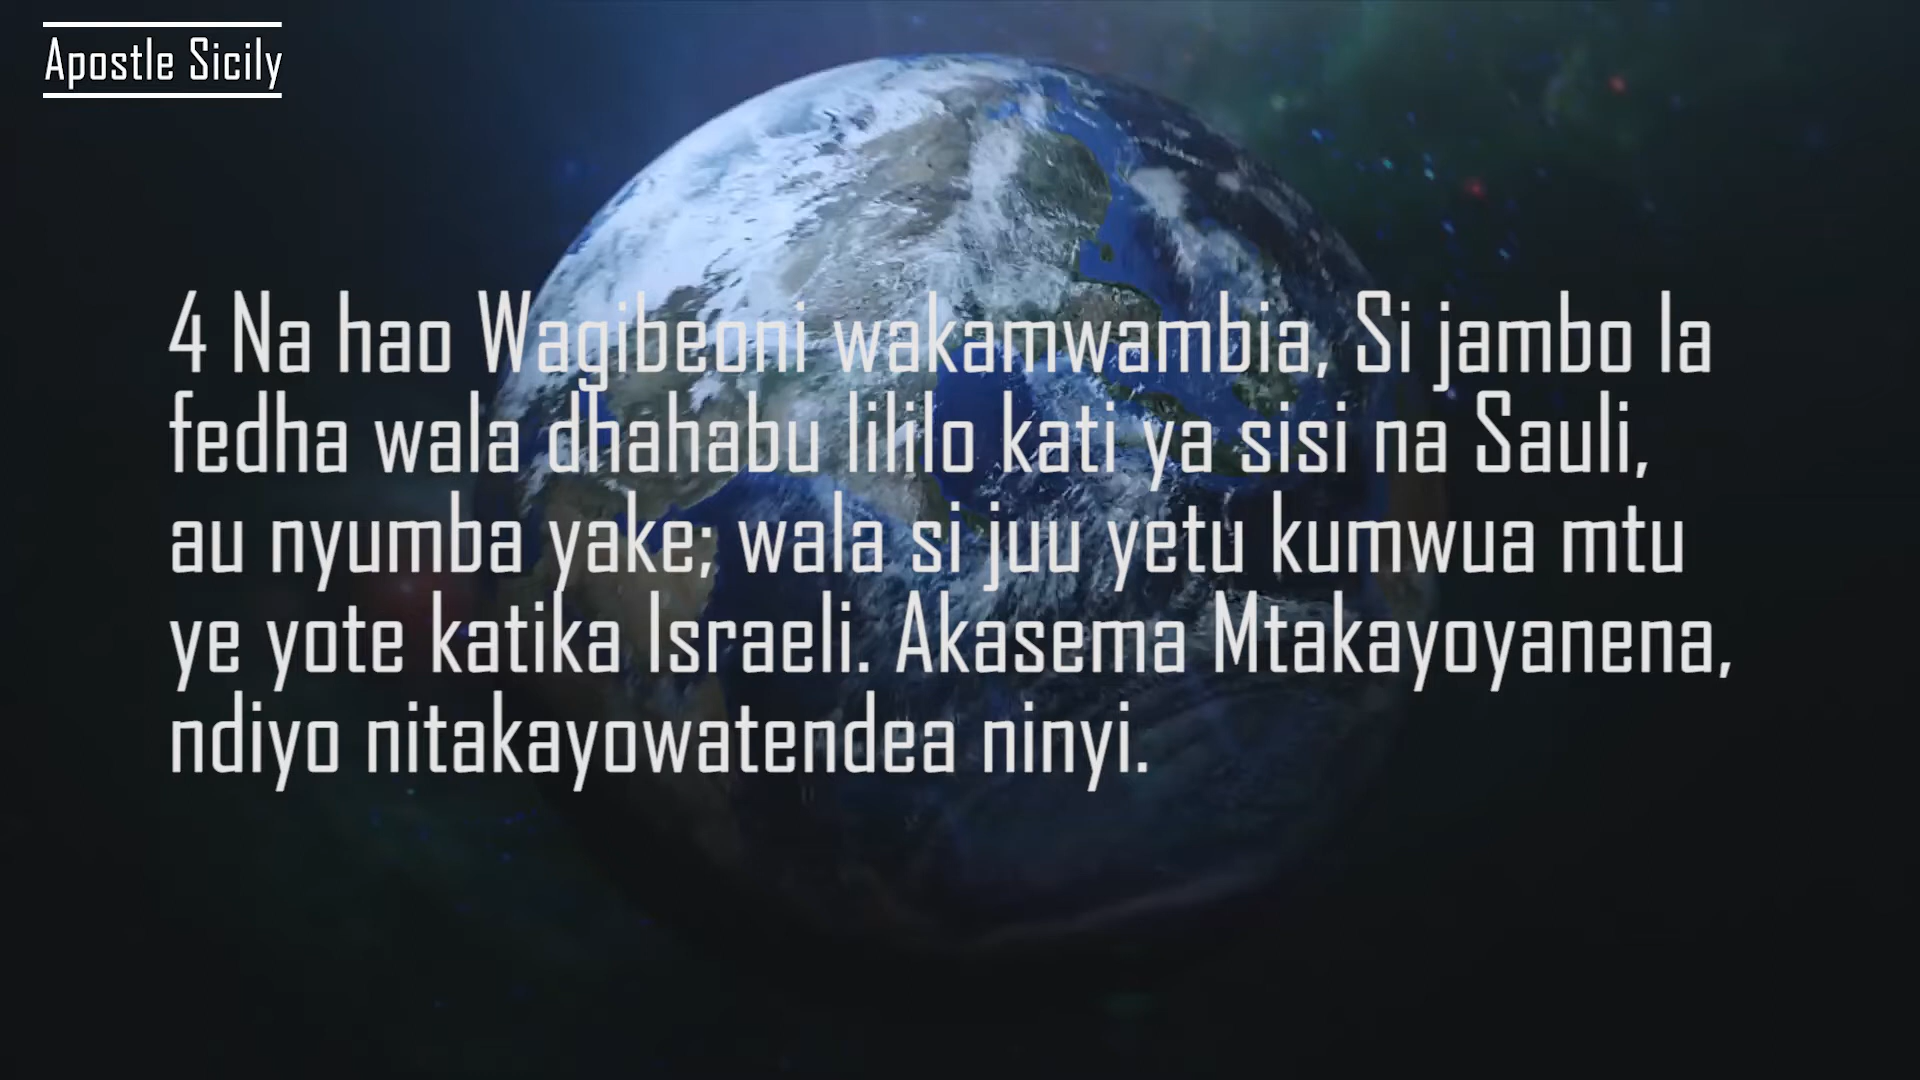 Apostle Sicily
4 Na hao Wagibeoni wakamwambia, Si jambo la
fedha wala dhahabu lililo kati ya sisi na Sauli,
au nyumba yake; wala si juu yetu kumwua mtu
ye yote katika Israeli. Akasema Mtakayoyanena,
ndiyo nitakayowatendea ninyi.